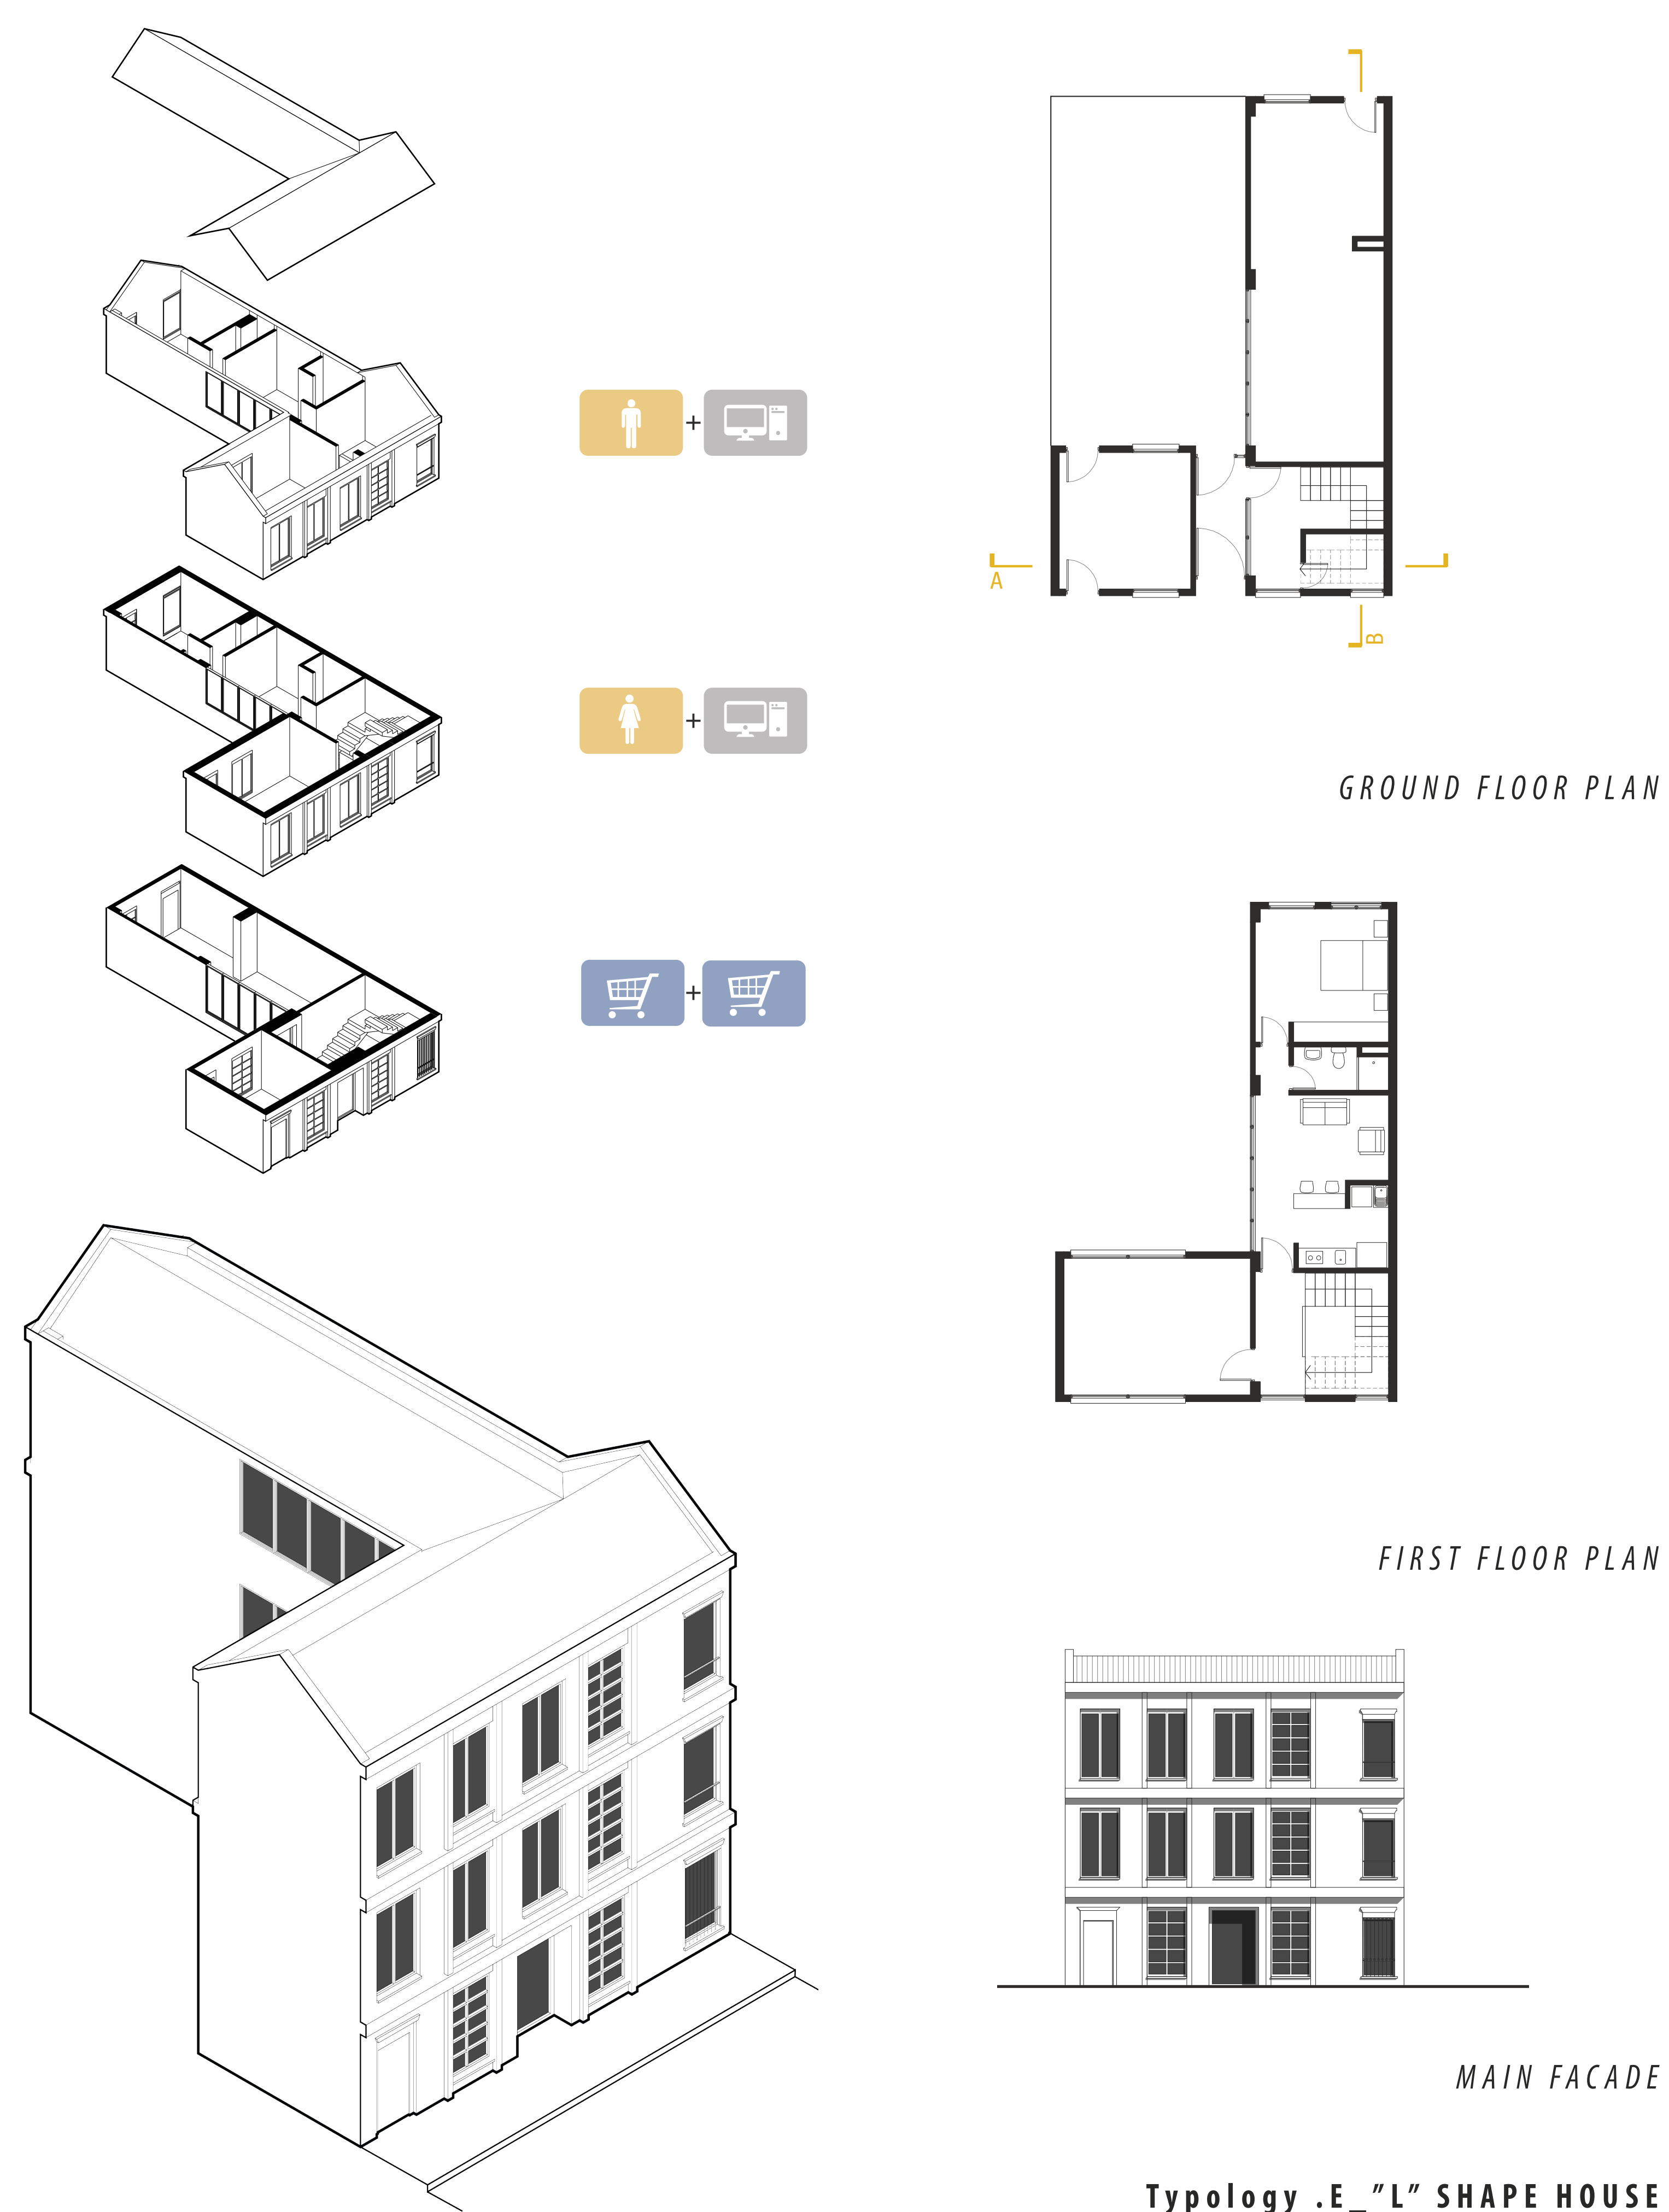 +
A
B
+
GROUND FLOOR PLAN
+
FIRST FLOOR PLAN
MAIN FACADE
Typology .E_”L” SHAPE HOUSE